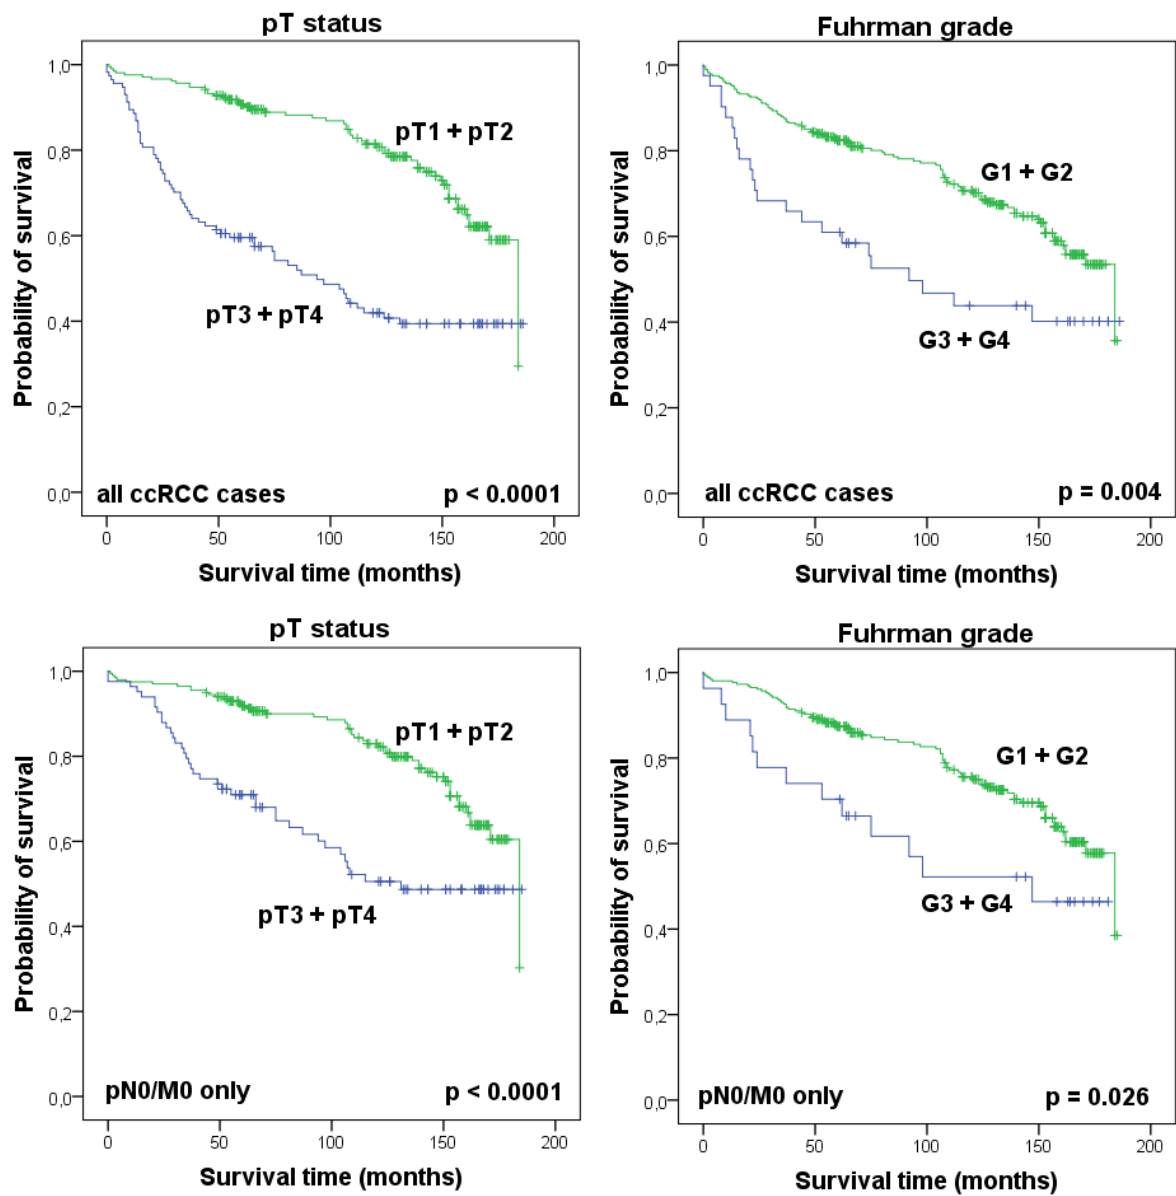 pT status
Probability of survival
1,0
0,8
0,6
0,4
0,2
0,0
pT1 + pT2
pT3 + pT4
all ccRCC cases
p < 0.0001
0 50 100 150 200
Survival time (months)
Fuhrman grade
Probability of survival
1,0
0,8
0,6
0,4
0,2
0,0
G1 + G2
G3 + G4
all ccRCC cases
p = 0.004
0 50 100 150 200
Survival time (months)
pT status
Probability of survival
1,0
0,8
0,6
0,4
0,2
0,0
pT1 + pT2
pT3 + pT4
pN0/M0 only
p < 0.0001
0 50 100 150 200
Survival time (months)
Fuhrman grade
Probability of survival
1,0
0,8
0,6
0,4
0,2
0,0
G1 + G2
G3 + G4
pN0/M0 only
p = 0.026
0 50 100 150 200
Survival time (months)